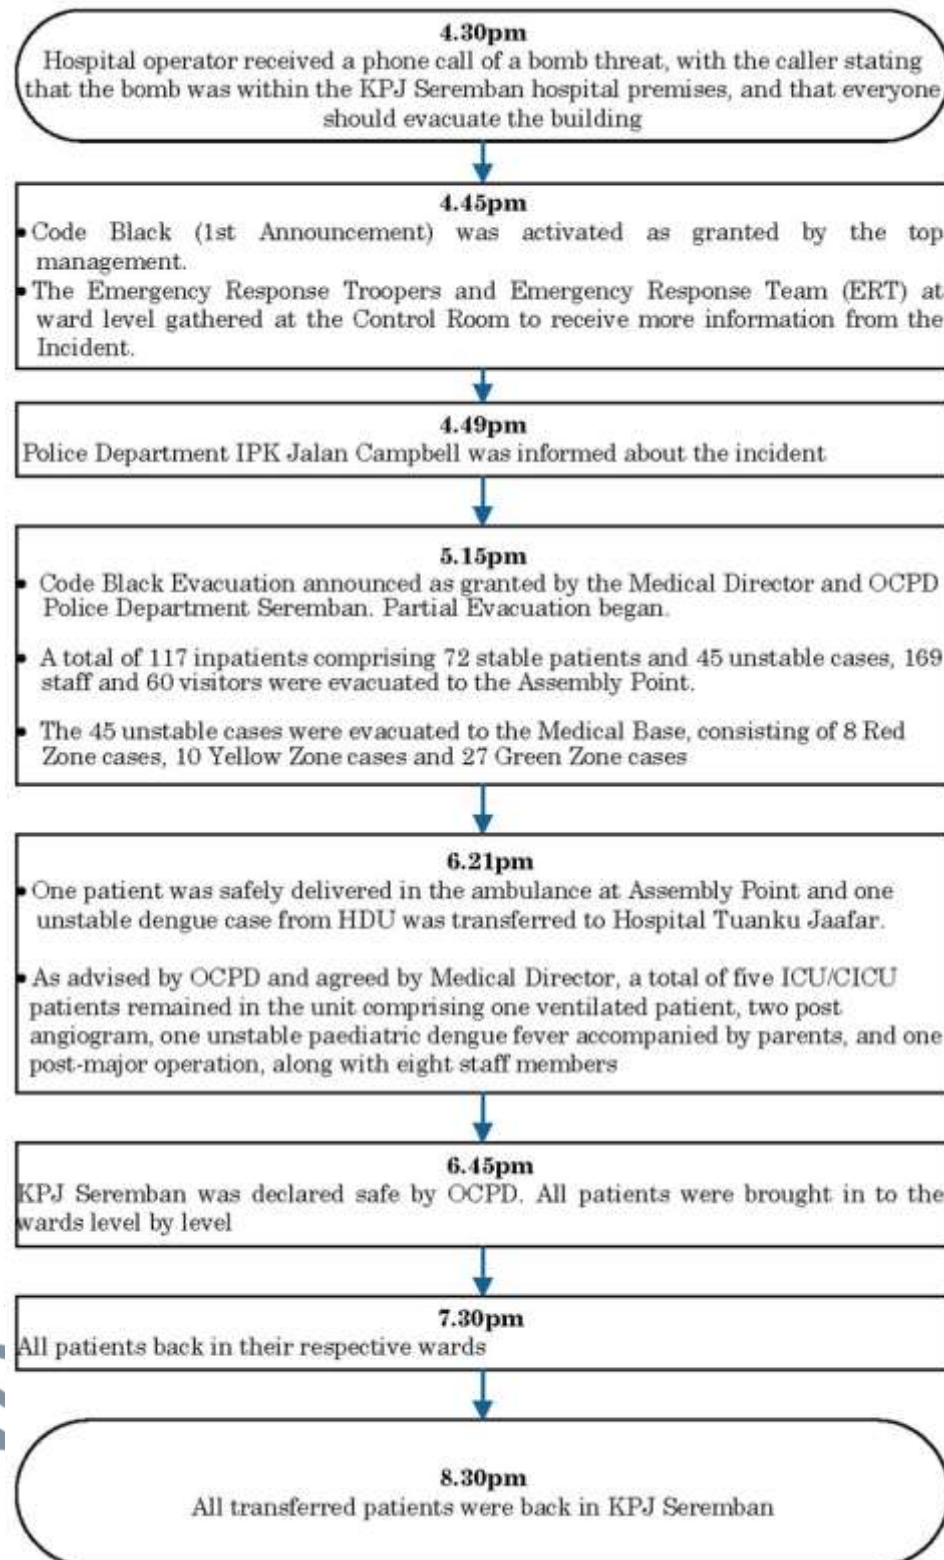 4.30pm
Hospital operator received a phone call of a bomb threat, with the caller stating
that the bomb was within the KPJ Seremban hospital premises, and that everyone
should evacuate the building
4.45pm
• Code Black (1st Announcement) was activated as granted by the top
management.
• The Emergency Response Troopers and Emergency Response Team (ERT) at
ward level gathered at the Control Room to receive more information from the
Incident.
4.49pm
Police Department IPK Jalan Campbell was informed about the incident
5.15pm
• Code Black Evacuation announced as granted by the Medical Director and OCPD
Police Department Seremban. Partial Evacuation began.
• A total of 117 inpatients comprising 72 stable patients and 45 unstable cases, 169
staff and 60 visitors were evacuated to the Assembly Point.
• The 45 unstable cases were evacuated to the Medical Base, consisting of 8 Red
Zone cases, 10 Yellow Zone cases and 27 Green Zone cases
6.21pm
• One patient was safely delivered in the ambulance at Assembly Point and one
unstable dengue case from HDU was transferred to Hospital Tuanku Jaafar.
• As advised by OCPD and agreed by Medical Director, a total of five ICU/CICU
patients remained in the unit comprising one ventilated patient, two post
angiogram, one unstable paediatric dengue fever accompanied by parents, and one
post-major operation, along with eight staff members
6.45pm
KPJ Seremban was declared safe by OCPD. All patients were brought in to the
wards level by level
7.30pm
All patients back in their respective wards
8.30pm
All transferred patients were back in KPJ Seremban